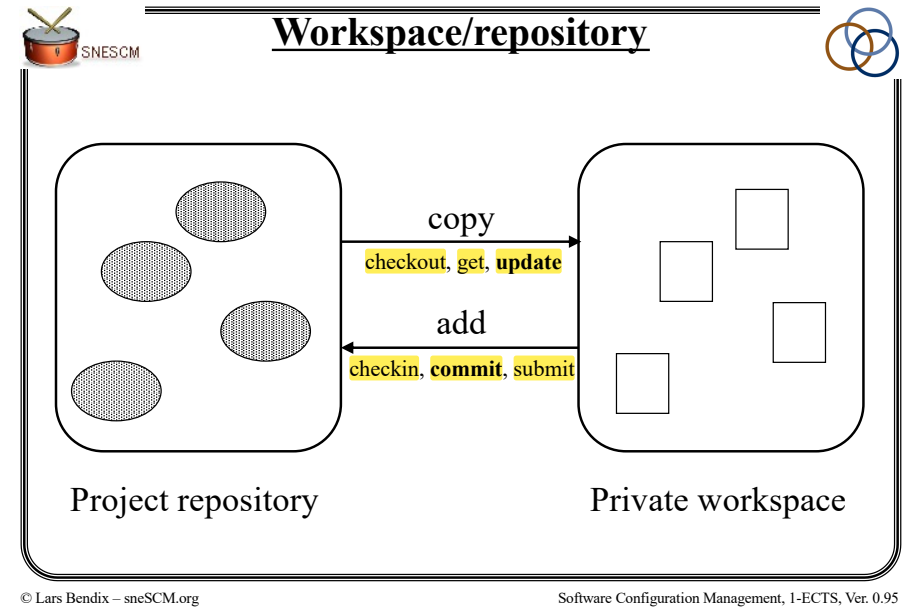 SNESCM
Workspace/repository
copy
checkout, get, update
add
checkin, commit, submit
Project repository
Private workspace
© Lars Bendix – sneSCM.org
Software Configuration Management, 1-ECTS, Ver. 0.95